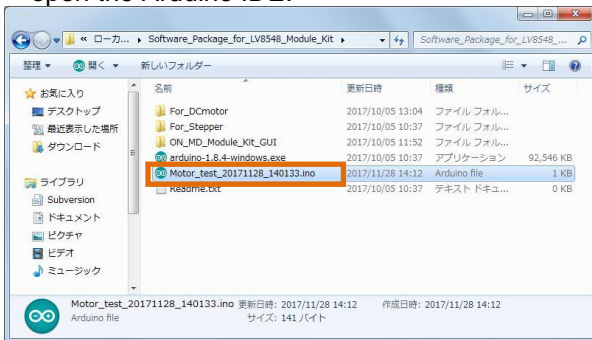 open the Arduino IDE.
« ローカ... ▸ Software_Package_for_LV8548_Module_Kit ▸
Software_Package_for_LV8548_...
整理 ▼ 開く ▼ 新しいフォルダー
お気に入り
デスクトップ
最近表示した場所
ダウンロード
ライブラリ
Subversion
ドキュメント
ピクチャ
ビデオ
ミュージック
名前 更新日時 種類 サイズ
For_DCmotor 2017/10/05 13:04 ファイル フォル...
For_Stepper 2017/10/05 10:37 ファイル フォル...
ON_MD_Module_Kit_GUI 2017/10/05 11:52 ファイル フォル...
arduino-1.8.4-windows.exe 2017/10/05 10:37 アプリケーション 92,546 KB
Motor_test_20171128_140133.ino 2017/11/28 14:12 Arduino file 1 KB
Readme.txt 2017/10/05 10:37 テキスト ドキュ... 0 KB
Motor_test_20171128_140133.ino 更新日時: 2017/11/28 14:12 作成日時: 2017/11/28 14:12
Arduino file サイズ: 141 バイト